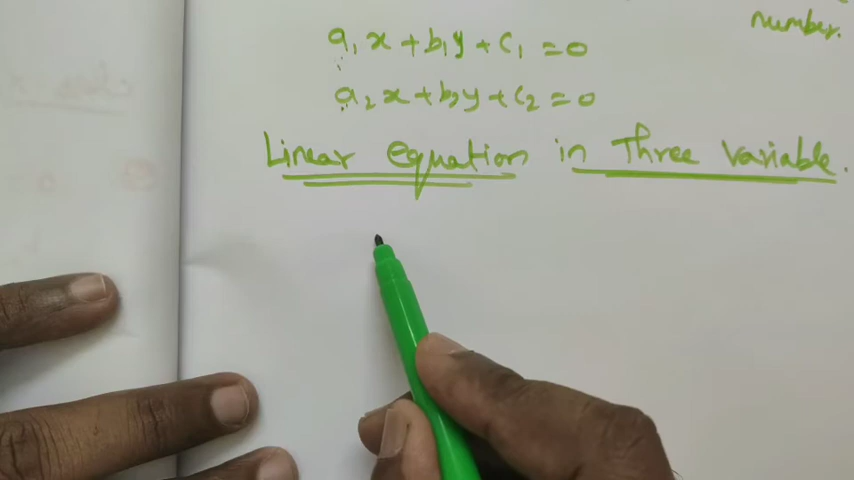 number.
a₁x + b₁y + c₁ = 0
a₂x + b₂y + c₂ = 0
Linear equation in Three Variable.